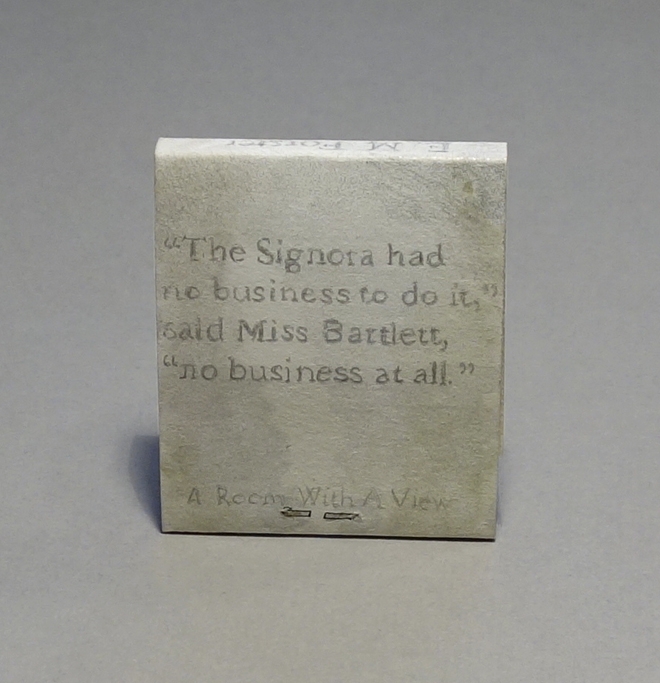 E M Forster
“The Signora had
no business to do it,”
said Miss Bartlett,
“no business at all.”
A Room With A View